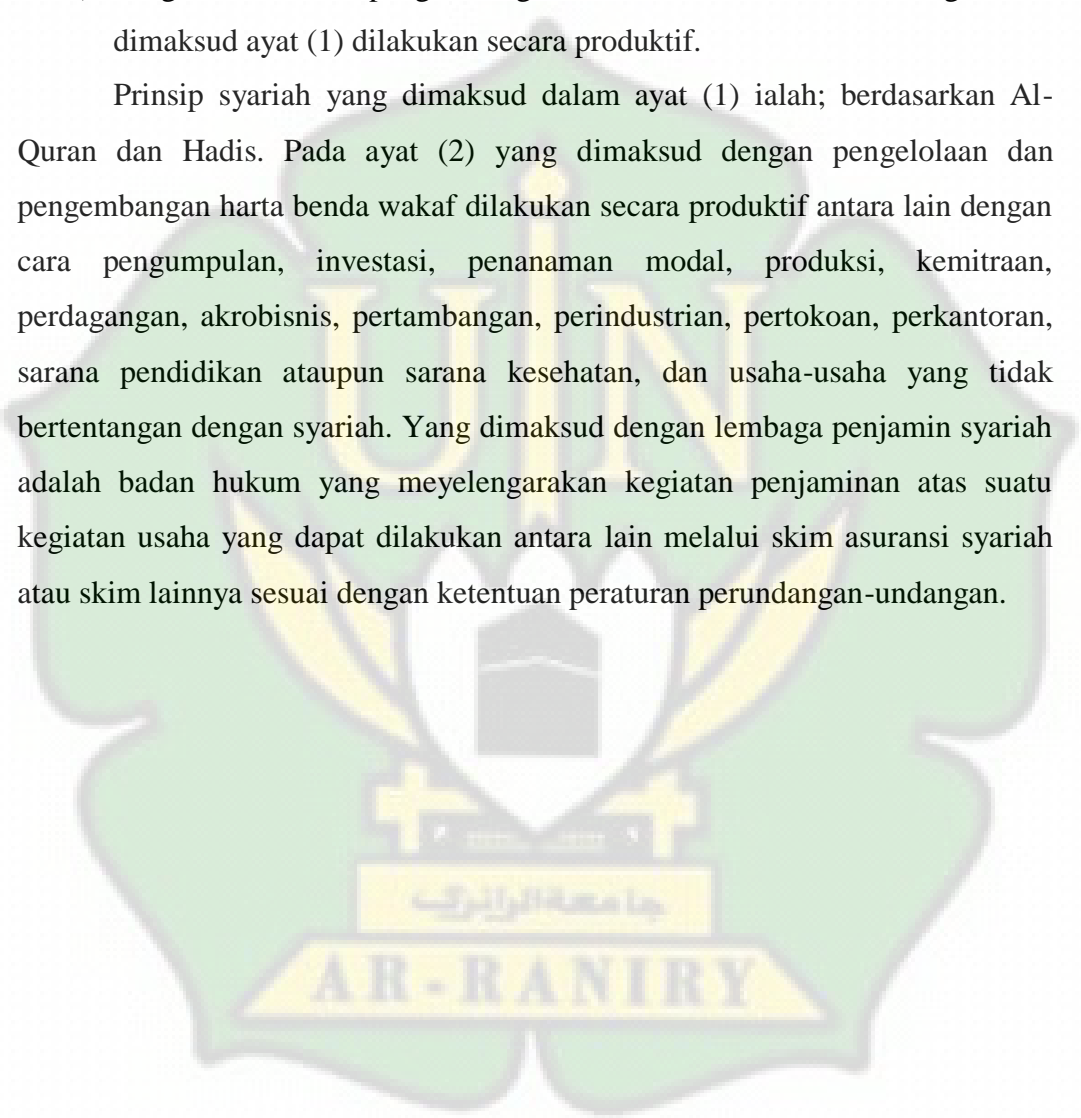 dimaksud ayat (1) dilakukan secara produktif.
Prinsip syariah yang dimaksud dalam ayat (1) ialah; berdasarkan Al-
Quran dan Hadis. Pada ayat (2) yang dimaksud dengan pengelolaan dan
pengembangan harta benda wakaf dilakukan secara produktif antara lain dengan
cara pengumpulan, investasi, penanaman modal, produksi, kemitraan,
perdagangan, akrobisnis, pertambangan, perindustrian, pertokoan, perkantoran,
sarana pendidikan ataupun sarana kesehatan, dan usaha-usaha yang tidak
bertentangan dengan syariah. Yang dimaksud dengan lembaga penjamin syariah
adalah badan hukum yang meyelengarakan kegiatan penjaminan atas suatu
kegiatan usaha yang dapat dilakukan antara lain melalui skim asuransi syariah
atau skim lainnya sesuai dengan ketentuan peraturan perundangan-undangan.
UIN
جامعة الرانري
AR-RANIRY